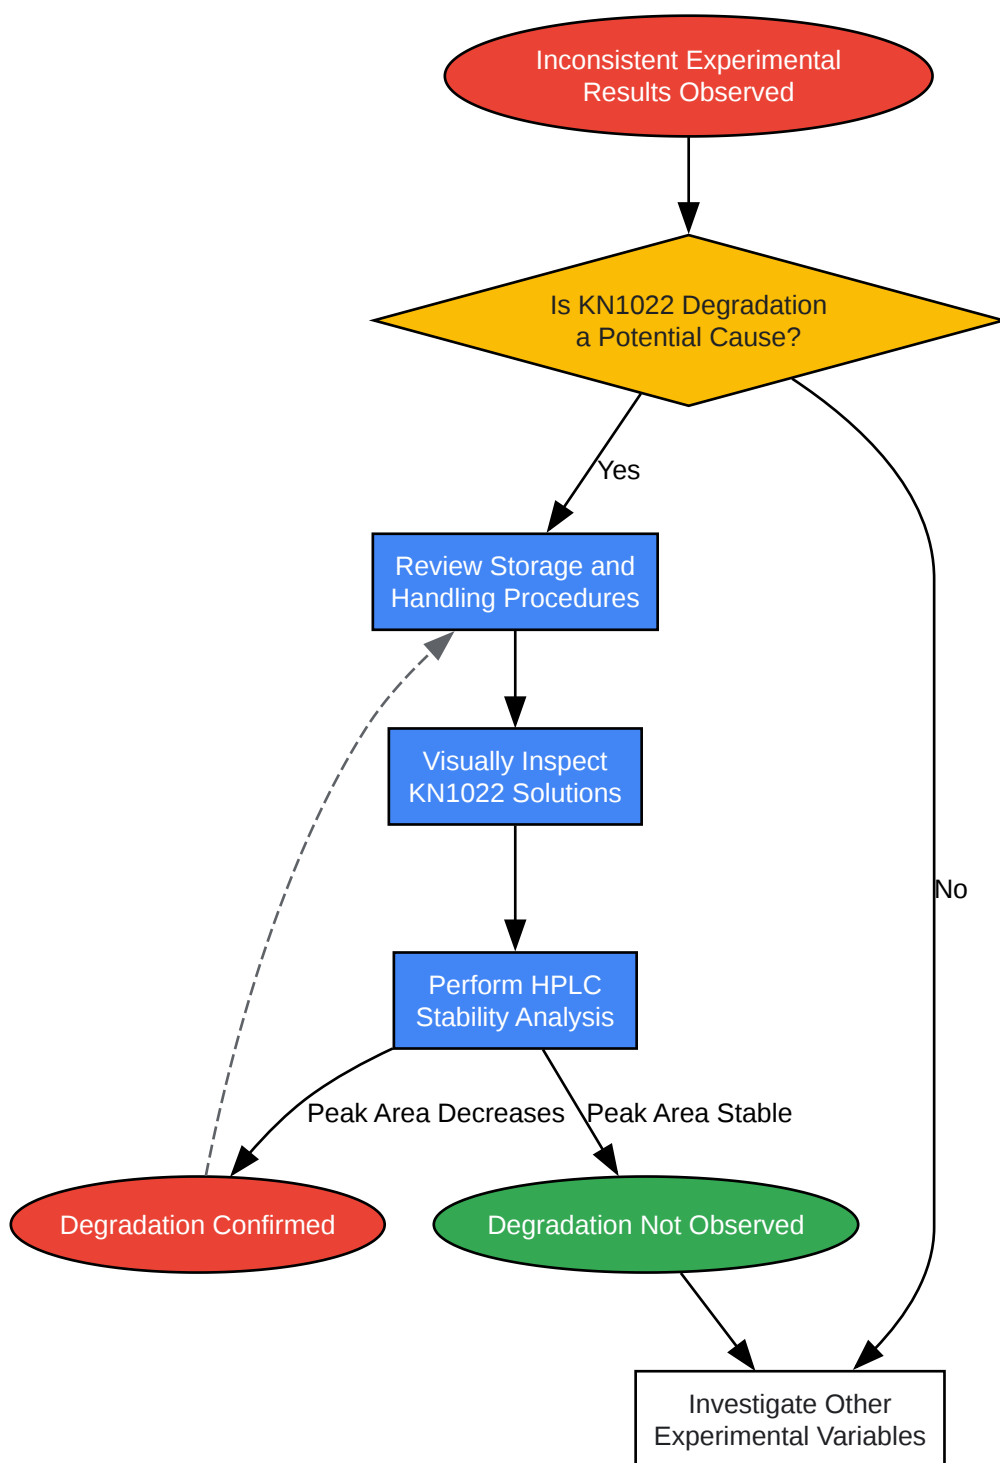 Inconsistent Experimental
Results Observed
Is KN1022 Degradation
a Potential Cause?
Yes
Review Storage and
Handling Procedures
Visually Inspect
KN1022 Solutions
No
Perform HPLC
Stability Analysis
Peak Area Decreases
Peak Area Stable
Degradation Confirmed
Degradation Not Observed
Investigate Other
Experimental Variables